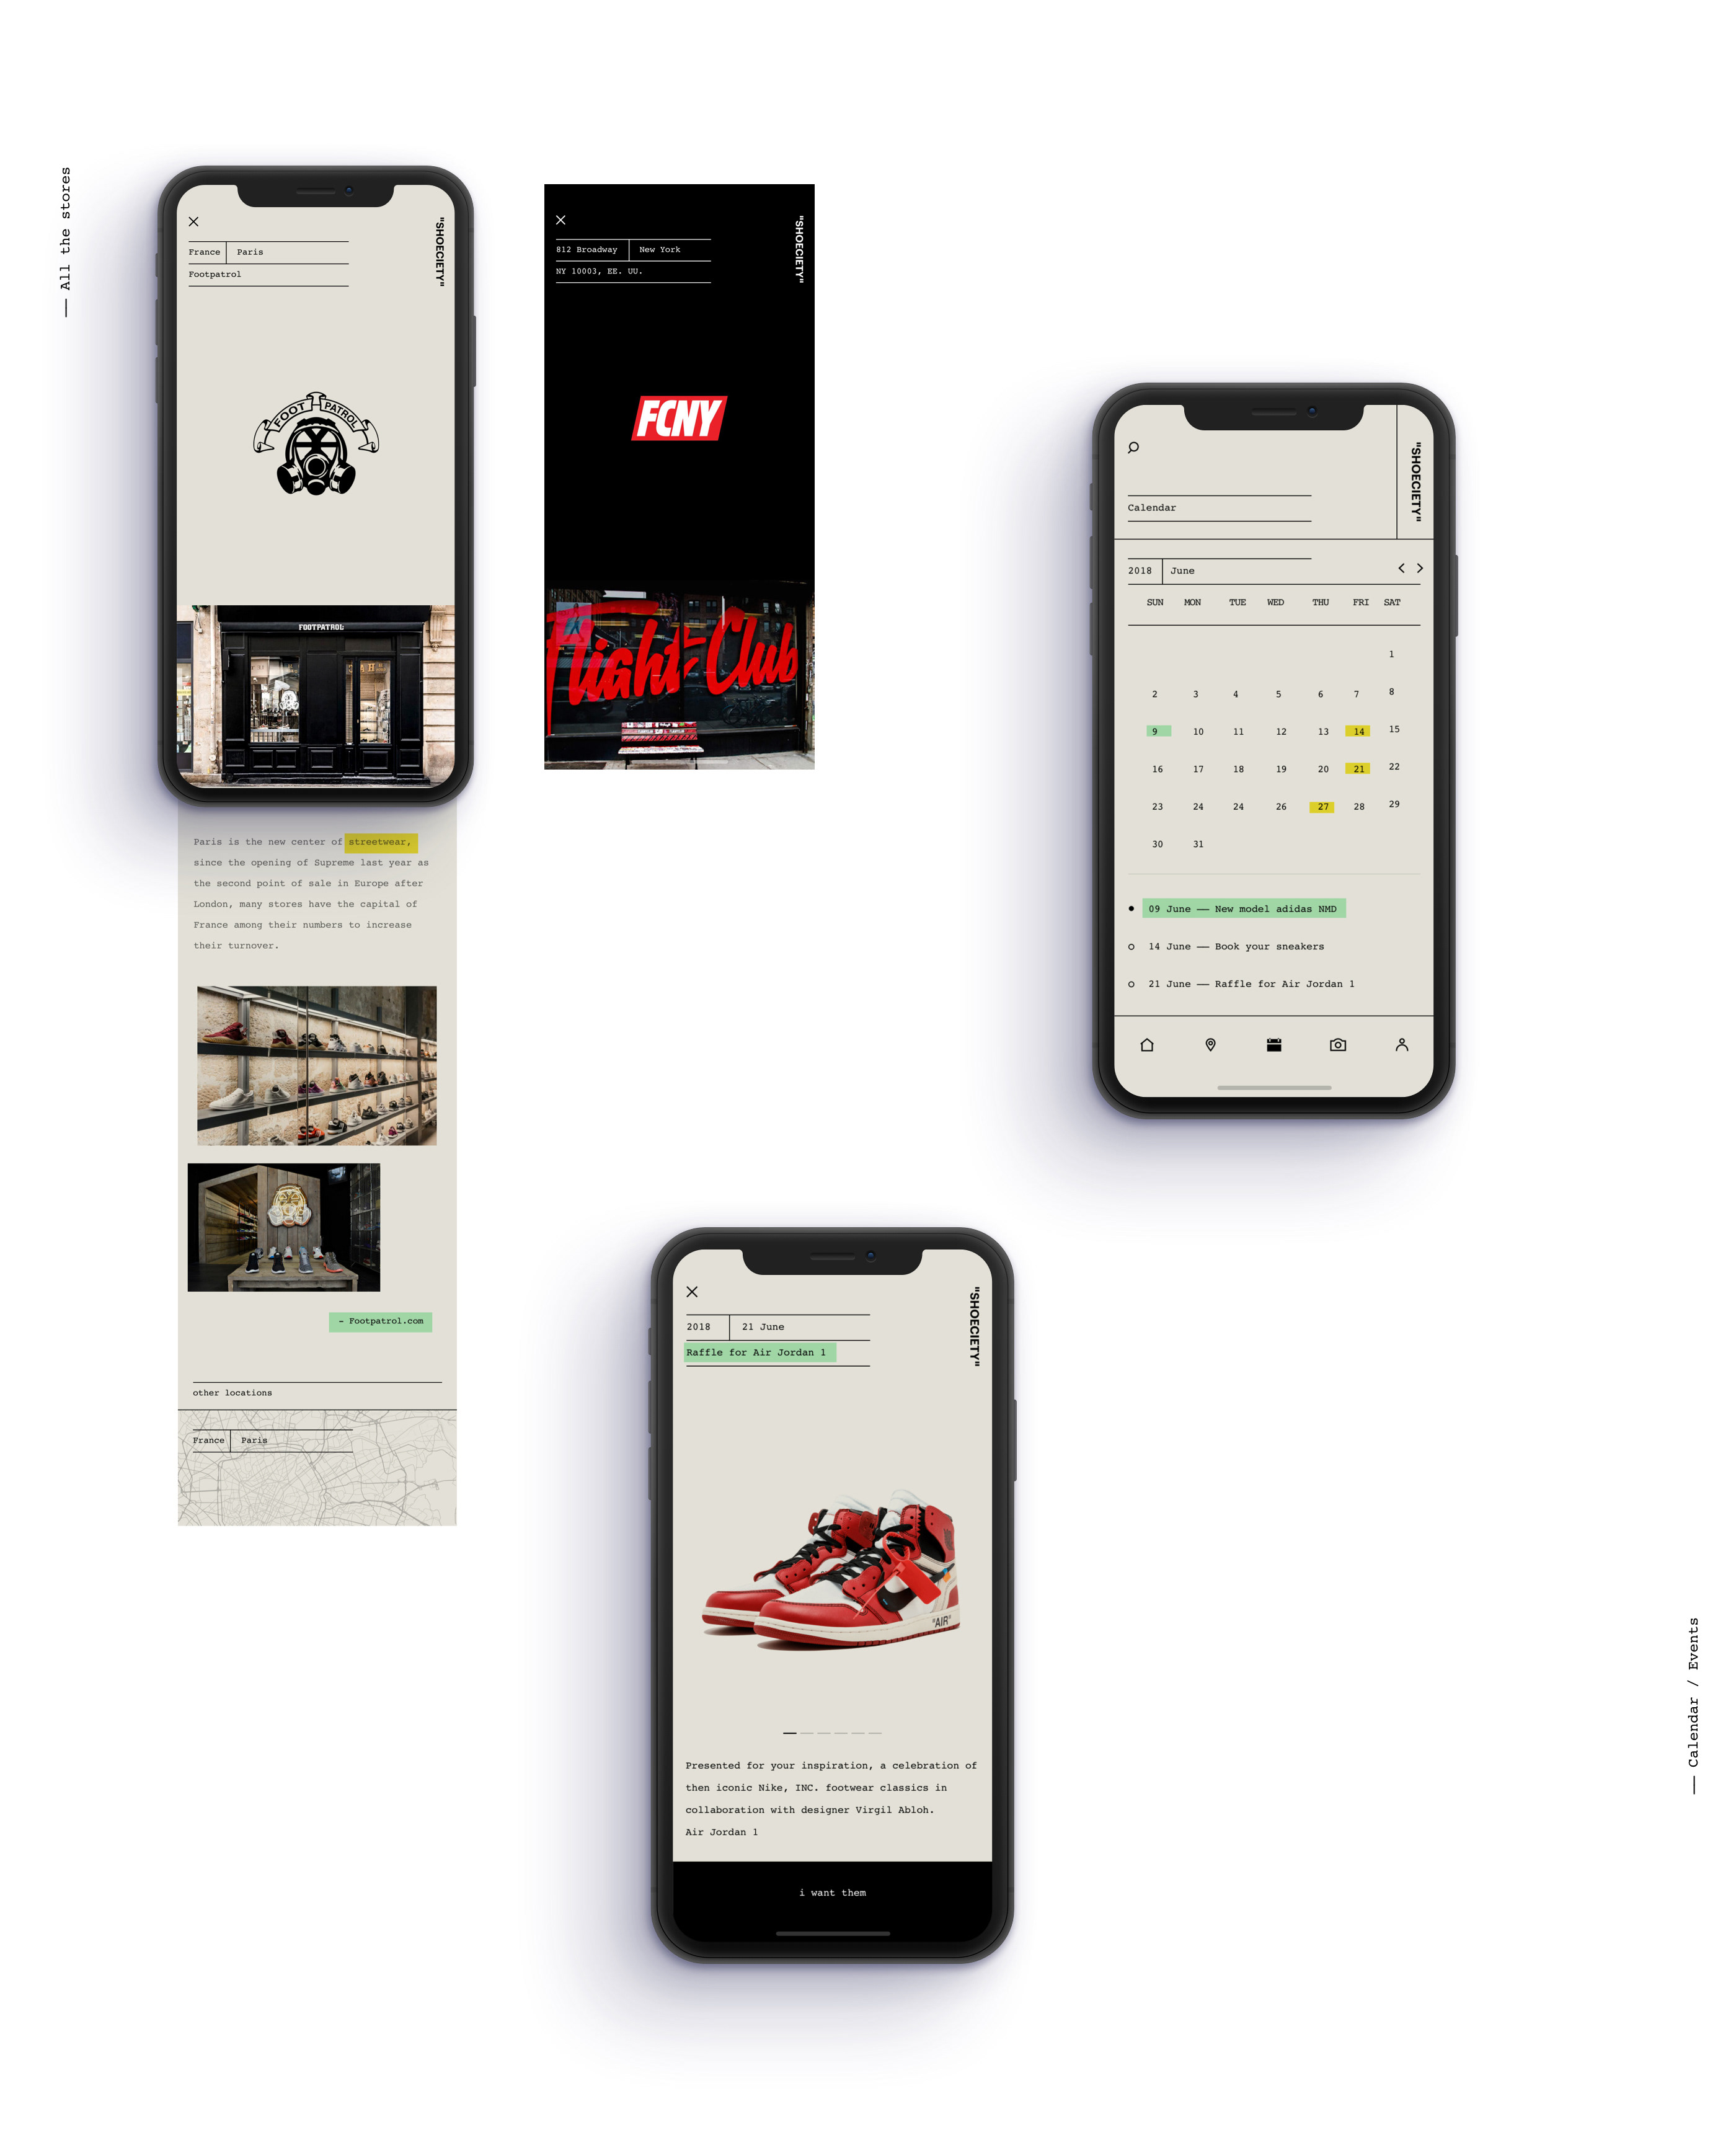 —— All the stores
France Paris
Footpatrol
"SHOECIETY"
FOOT PATROL
FOOTPATROL
Paris is the new center of streetwear,
since the opening of Supreme last year as
the second point of sale in Europe after
London, many stores have the capital of
France among their numbers to increase
their turnover.
- Footpatrol.com
other locations
France Paris
812 Broadway New York
NY 10003, EE. UU.
"SHOECIETY"
FCNY
Flight Club
"SHOECIETY"
Calendar
2018 June
SUN MON TUE WED THU FRI SAT
1
2 3 4 5 6 7 8
9 10 11 12 13 14 15
16 17 18 19 20 21 22
23 24 24 26 27 28 29
30 31
09 June —— New model adidas NMD
14 June —— Book your sneakers
21 June —— Raffle for Air Jordan 1
"SHOECIETY"
2018 21 June
Raffle for Air Jordan 1
"AIR"
Presented for your inspiration, a celebration of
then iconic Nike, INC. footwear classics in
collaboration with designer Virgil Abloh.
Air Jordan 1
i want them
—— Calendar / Events